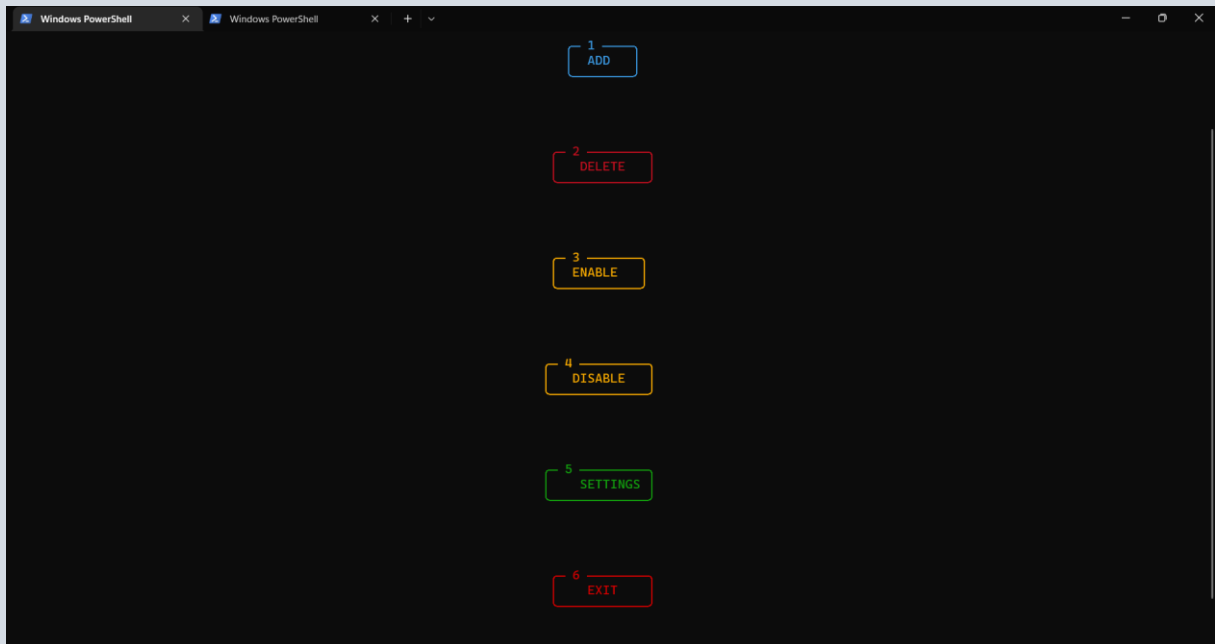 Windows PowerShell Windows PowerShell
1
ADD
2
DELETE
3
ENABLE
4
DISABLE
5
SETTINGS
6
EXIT